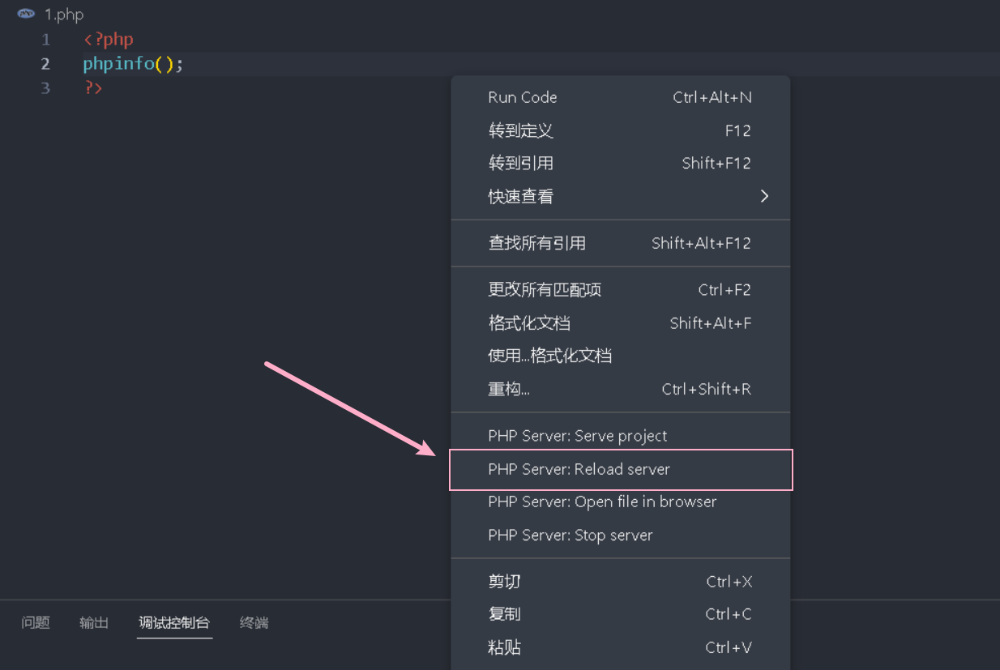 php 1.php
1 <?php
2 phpinfo();
3 ?>
Run Code Ctrl+Alt+N
转到定义 F12
转到引用 Shift+F12
快速查看
查找所有引用 Shift+Alt+F12
更改所有匹配项 Ctrl+F2
格式化文档 Shift+Alt+F
使用...格式化文档
重构... Ctrl+Shift+R
PHP Server: Serve project
PHP Server: Reload server
PHP Server: Open file in browser
PHP Server: Stop server
剪切 Ctrl+X
复制 Ctrl+C
粘贴 Ctrl+V
问题 输出 调试控制台 终端